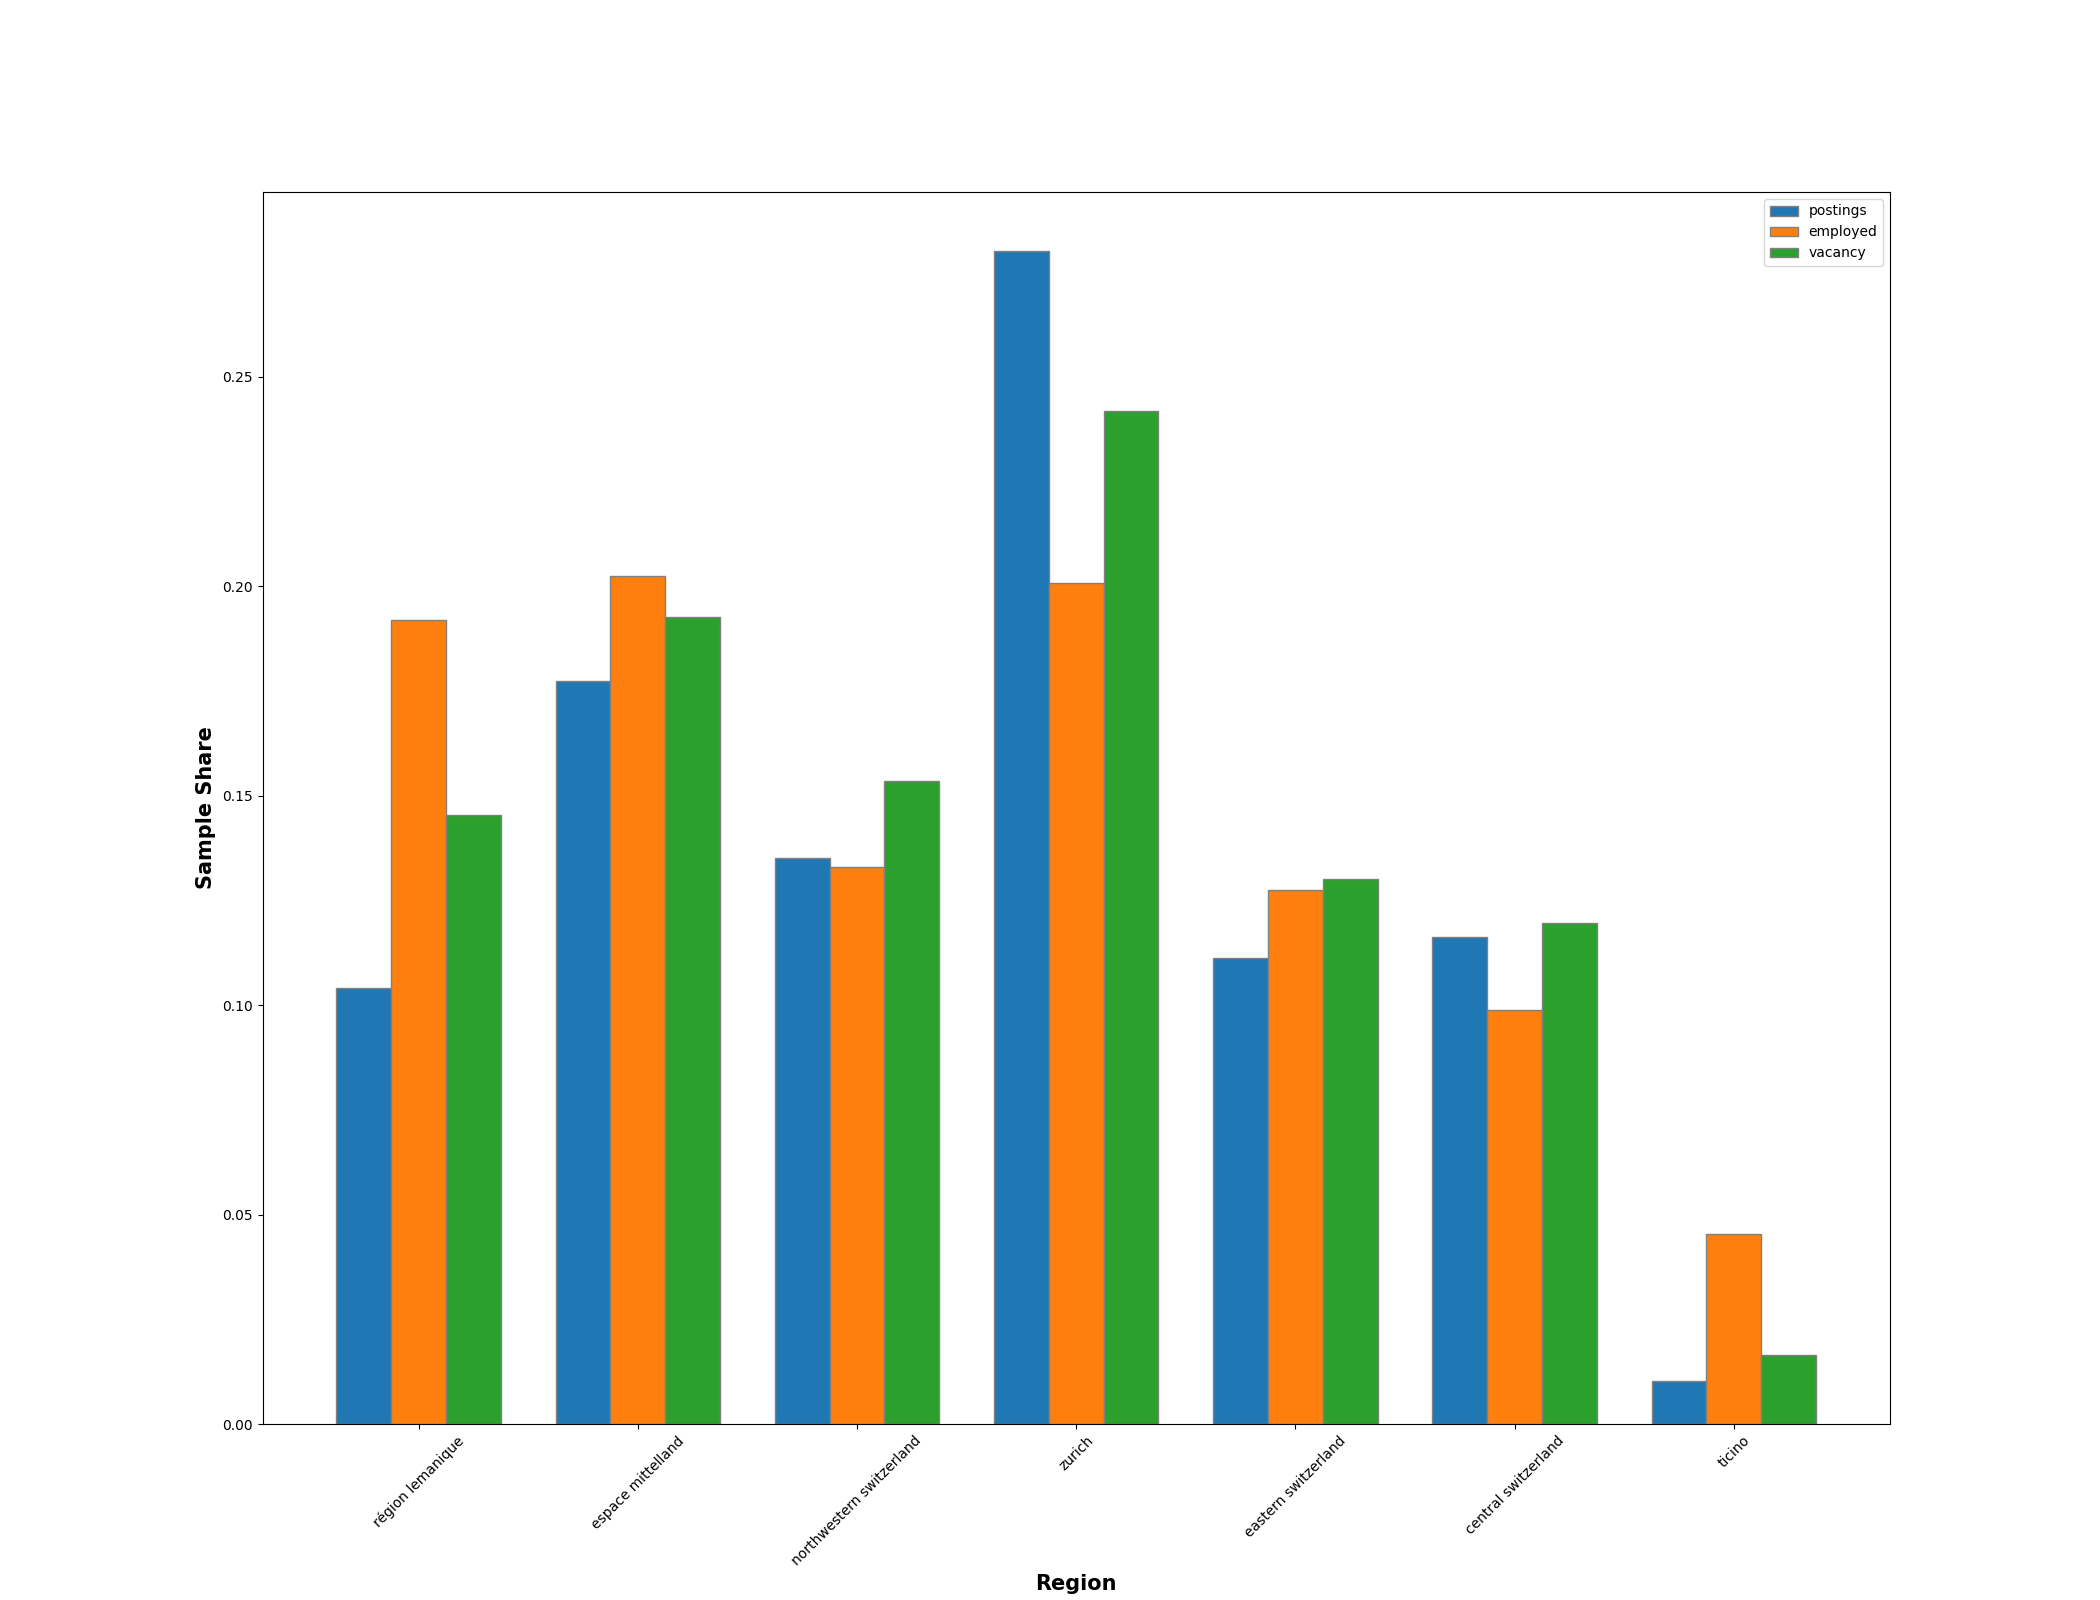 postings
employed
vacancy
0.25
0.20
0.15
0.10
0.05
0.00
Sample Share
région lemanique
espace mittelland
northwestern switzerland
zurich
eastern switzerland
central switzerland
ticino
Region